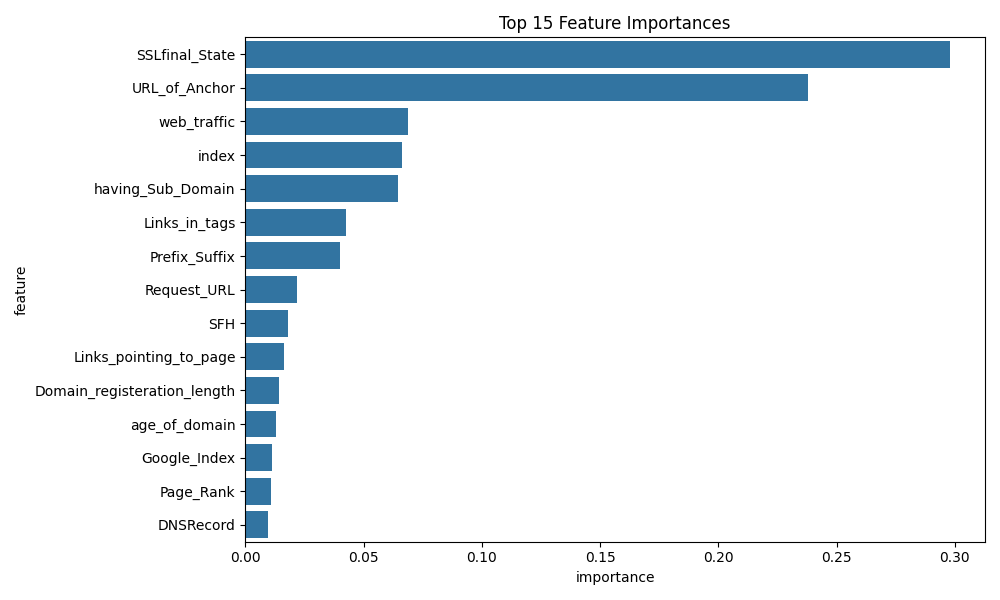 Top 15 Feature Importances
SSLfinal_State
URL_of_Anchor
web_traffic
index
having_Sub_Domain
Links_in_tags
Prefix_Suffix
Request_URL
SFH
Links_pointing_to_page
Domain_registeration_length
age_of_domain
Google_Index
Page_Rank
DNSRecord
feature
0.00 0.05 0.10 0.15 0.20 0.25 0.30
importance